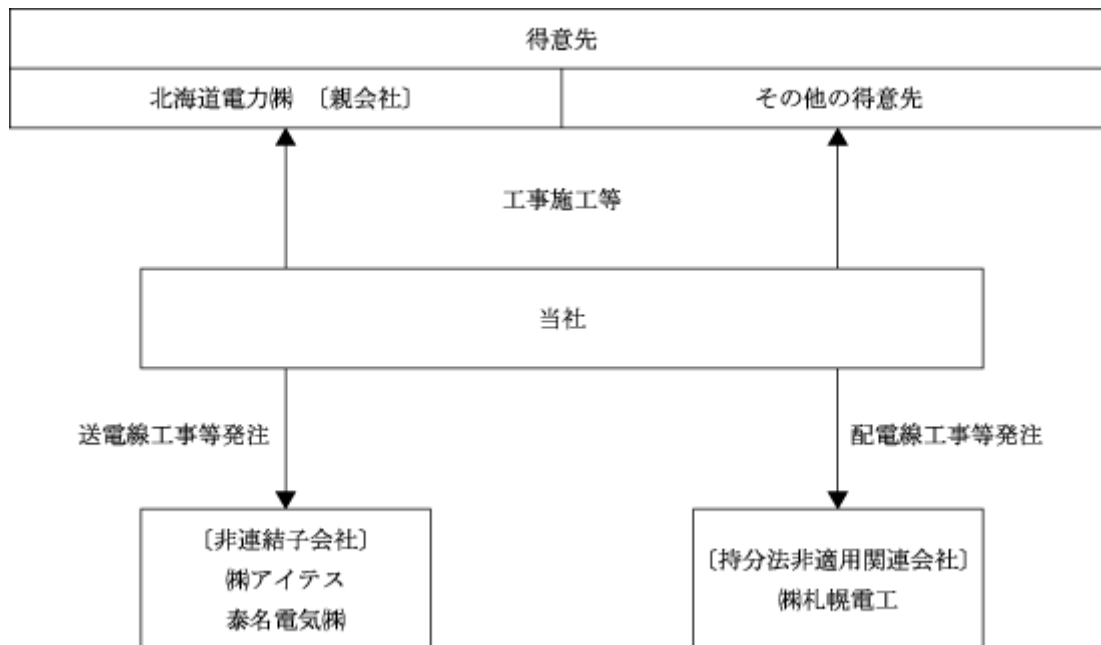 得意先
北海道電力㈱ 〔親会社〕
その他の得意先
工事施工等
当社
送電線工事等発注
配電線工事等発注
〔非連結子会社〕
㈱アイテス
泰名電気㈱
〔持分法非適用関連会社〕
㈱札幌電工